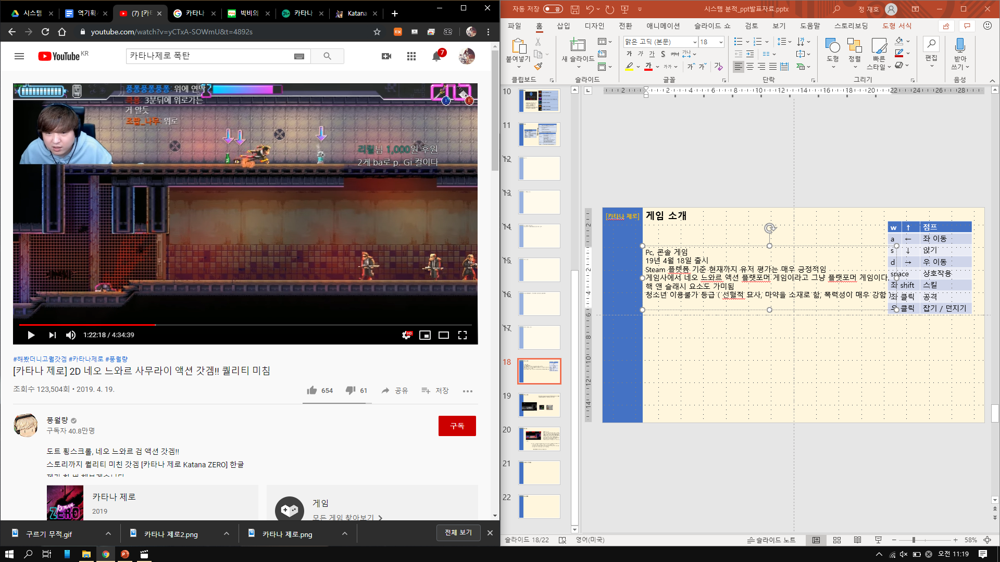 시스템
역기획
(7) [카타
카타나
빅비의
카타나
Katana
youtube.com/watch?v=yCTxA-SOWmU&t=4892s
YouTube KR
카타나제로 폭탄
7
LT
풍퐁퐁퐁퐁퐁: 위에 연막
3분뒤에 위로가는
거 알듯
조랍_나무: 위로
리릴님 1,000원 후원
2게 ba로 p. Gi 컬이다
1:22:18 / 4:34:39
HD
#해봤더니고퀄갓겜 #카타나제로 #풍월량
[카타나 제로] 2D 네오 느와르 사무라이 액션 갓겜!! 퀄리티 미침
조회수 123,504회 • 2019. 4. 19.
654
61
공유
저장
풍월량
구독자 40.8만명
구독
도트 횡스크롤, 네오 느와르 검 액션 갓겜!!
스토리까지 퀄리티 미친 갓겜 [카타나 제로 Katana ZERO] 한글
KATANA ZERO
카타나 제로
2019
게임
모든 게임 찾아보기
구르기 무적.gif
카타나 제로2.png
카타나 제로.png
전체 보기
자동 저장
끔
시스템 분석_ppt발표자료.pptx
정 재호
파일 홈 삽입 디자인 전환 애니메이션 슬라이드 쇼 검토 보기 도움말 스토리보딩 도형 서식
붙여넣기
새 슬라이드
맑은 고딕 (본문)
18
도형
정렬
빠른
스타일
편집
받아
쓰기
클립보드
슬라이드
글꼴
단락
그리기
음성
10
11
12
13
14
15
16
17
18
19
20
21
22
[카타나 제로]
게임 소개
Pc, 콘솔 게임
19년 4월 18일 출시
Steam 플렛폼 기준 현재까지 유저 평가는 매우 긍정적임
게임사에서 네오 느와르 액션 플랫포머 게임이라고 그냥 플랫포머 게임이다.
핵 앤 슬래시 요소도 가미됨
청소년 이용불가 등급 ( 선혈적 묘사, 마약을 소재로 함, 폭력성이 매우 강함 )
w ↑ 점프
a ← 좌 이동
s ↓ 앉기
d → 우 이동
space 상호작용
좌 shift 스킬
좌 클릭 공격
우 클릭 잡기 / 던지기
슬라이드 18/22
영어(미국)
슬라이드 노트
58%
오전 11:19